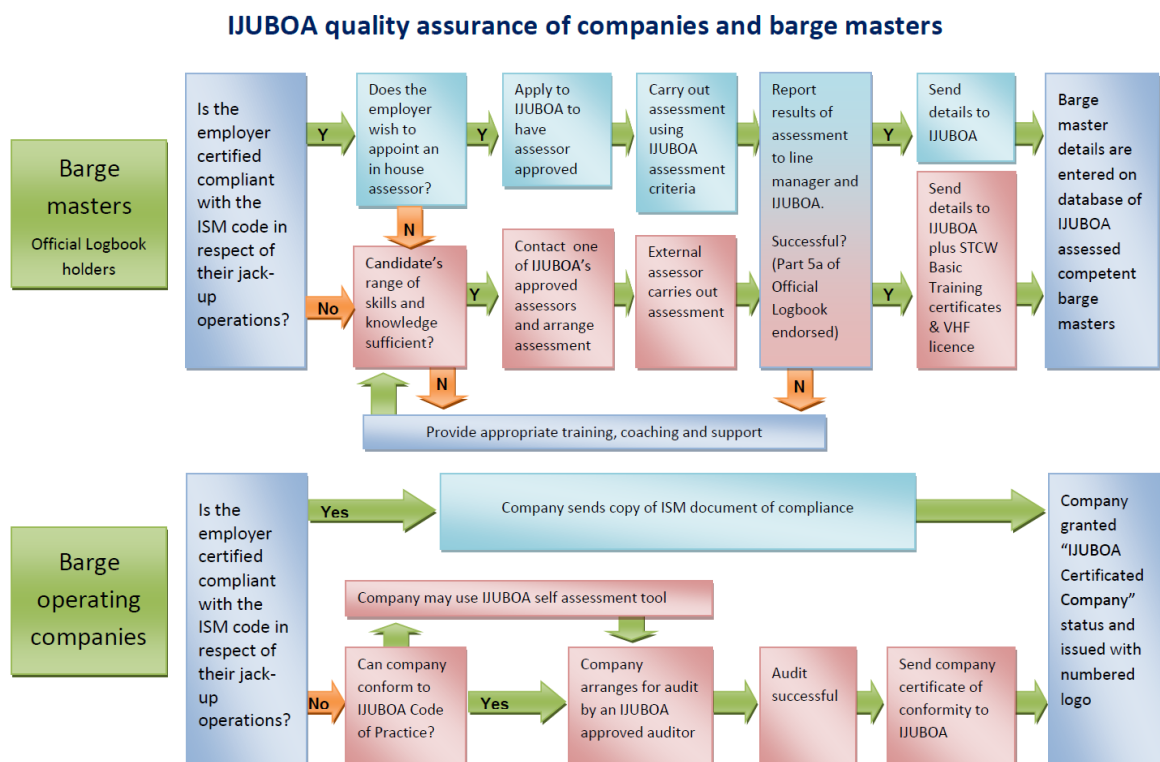 IJUBOA quality assurance of companies and barge masters
Barge
masters
Official Logbook
holders
Is the
employer
certified
compliant
with the
ISM code in
respect of
their jack-
up
operations?
Y
No
Does the
employer
wish to
appoint an
in house
assessor?
Y
N
Apply to
IJUBOA to
have
assessor
approved
Carry out
assessment
using
IJUBOA
assessment
criteria
Candidate's
range of
skills and
knowledge
sufficient?
Y
N
Contact one
of IJUBOA's
approved
assessors
and arrange
assessment
External
assessor
carries out
assessment
Report
results of
assessment
to line
manager and
IJUBOA.
Successful?
(Part 5a of
Official
Logbook
endorsed)
Y
Y
N
Send
details to
IJUBOA
Send
details to
IJUBOA
plus STCW
Basic
Training
certificates
& VHF
licence
Barge
master
details are
entered on
database of
IJUBOA
assessed
competent
barge
masters
Provide appropriate training, coaching and support
Barge
operating
companies
Is the
employer
certified
compliant
with the
ISM code in
respect of
their jack-
up
operations?
Yes
No
Company sends copy of ISM document of compliance
Company may use IJUBOA self assessment tool
Can company
conform to
IJUBOA Code
of Practice?
Yes
Company
arranges for audit
by an IJUBOA
approved auditor
Audit
successful
Send company
certificate of
conformity to
IJUBOA
Company
granted
"IJUBOA
Certificated
Company"
status and
issued with
numbered
logo